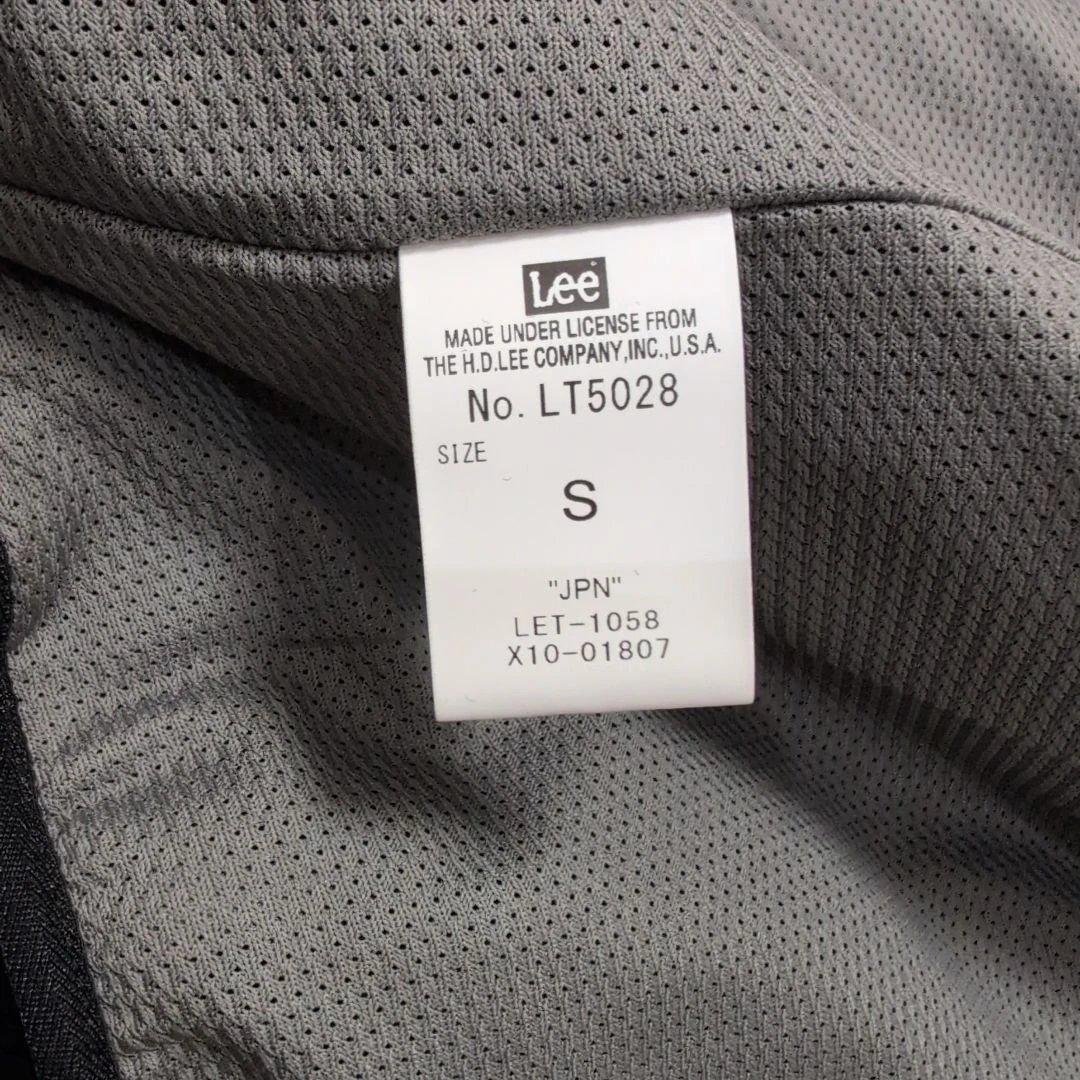 Lee
MADE UNDER LICENSE FROM
THE H.D.LEE COMPANY,INC.,U.S.A.
No. LT5028
SIZE
S
"JPN"
LET-1058
X10-01807